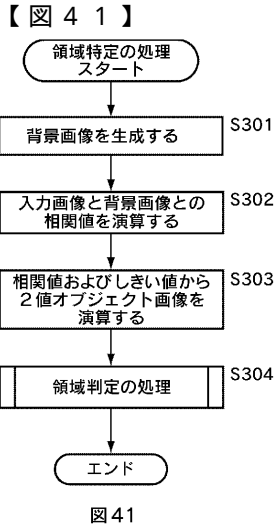 【図４１】
領域特定の処理
スタート
背景画像を生成する
S301
入力画像と背景画像との
相関値を演算する
S302
相関値およびしきい値から
２値オブジェクト画像を
演算する
S303
領域判定の処理
S304
エンド
図41